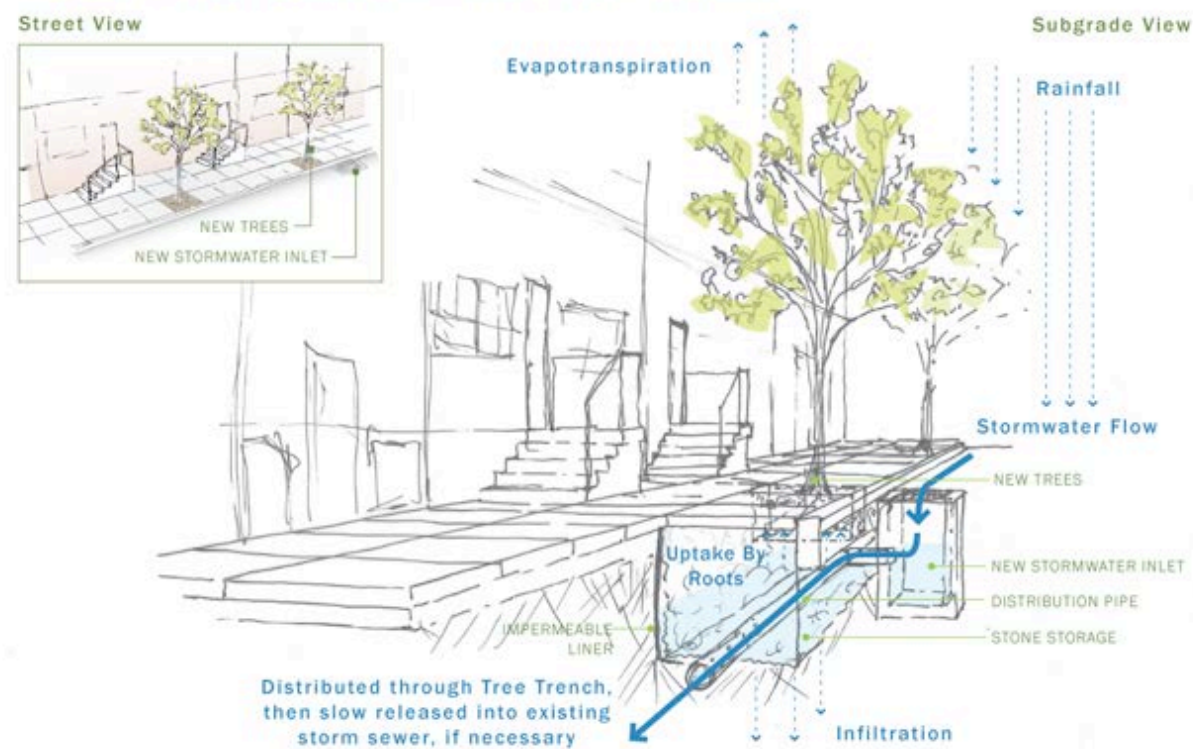 Street View
NEW TREES
NEW STORMWATER INLET
Subgrade View
Evapotranspiration
Rainfall
Stormwater Flow
NEW TREES
Uptake By
Roots
NEW STORMWATER INLET
DISTRIBUTION PIPE
STONE STORAGE
IMPERMEABLE
LINER
Distributed through Tree Trench,
then slow released into existing
storm sewer, if necessary
Infiltration